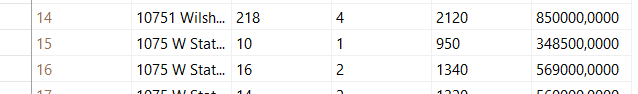 14 10751 Wilsh... 218 4 2120 850000,0000
15 1075 W Stat... 10 1 950 348500,0000
16 1075 W Stat... 16 2 1340 569000,0000